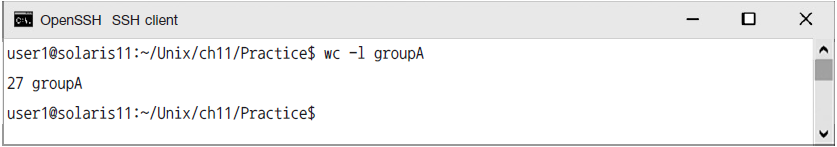 OpenSSH SSH client
user1@solaris11:~/Unix/ch11/Practice$ wc -l groupA
27 groupA
user1@solaris11:~/Unix/ch11/Practice$